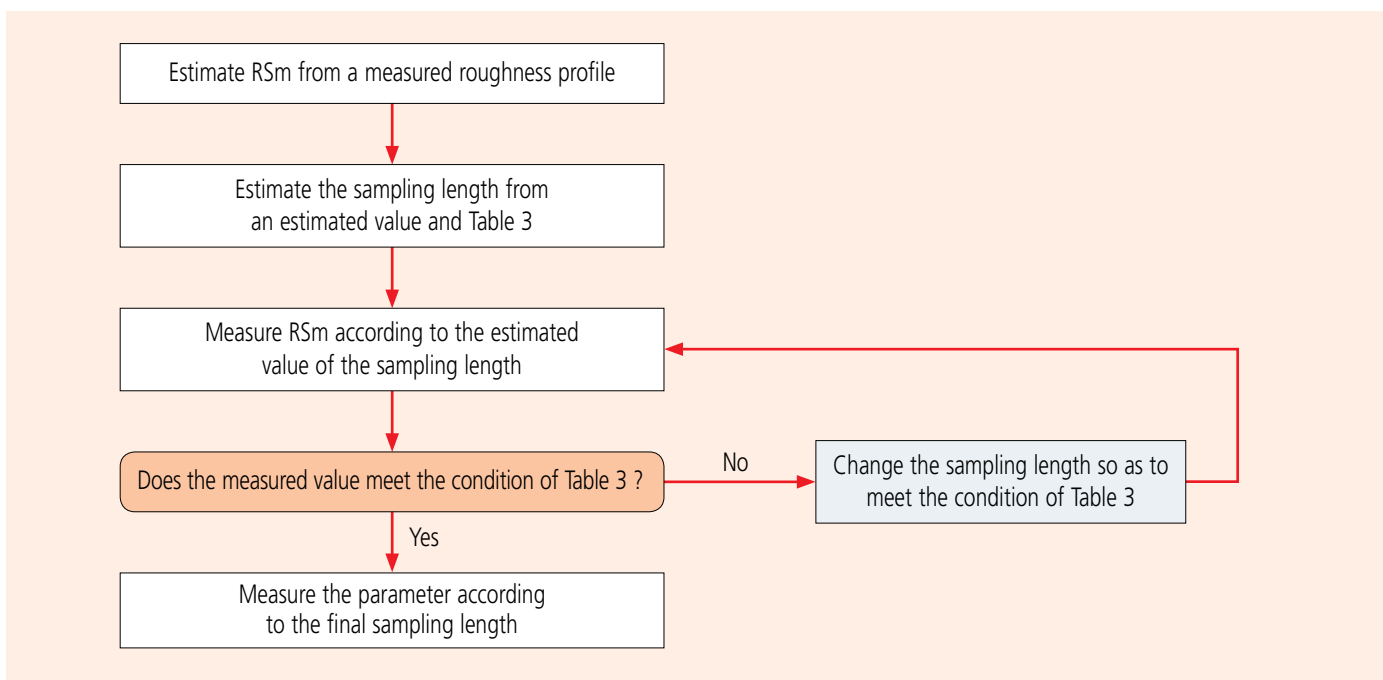 Estimate RSm from a measured roughness profile
Estimate the sampling length from
an estimated value and Table 3
Measure RSm according to the estimated
value of the sampling length
Does the measured value meet the condition of Table 3 ?
No
Change the sampling length so as to
meet the condition of Table 3
Yes
Measure the parameter according
to the final sampling length